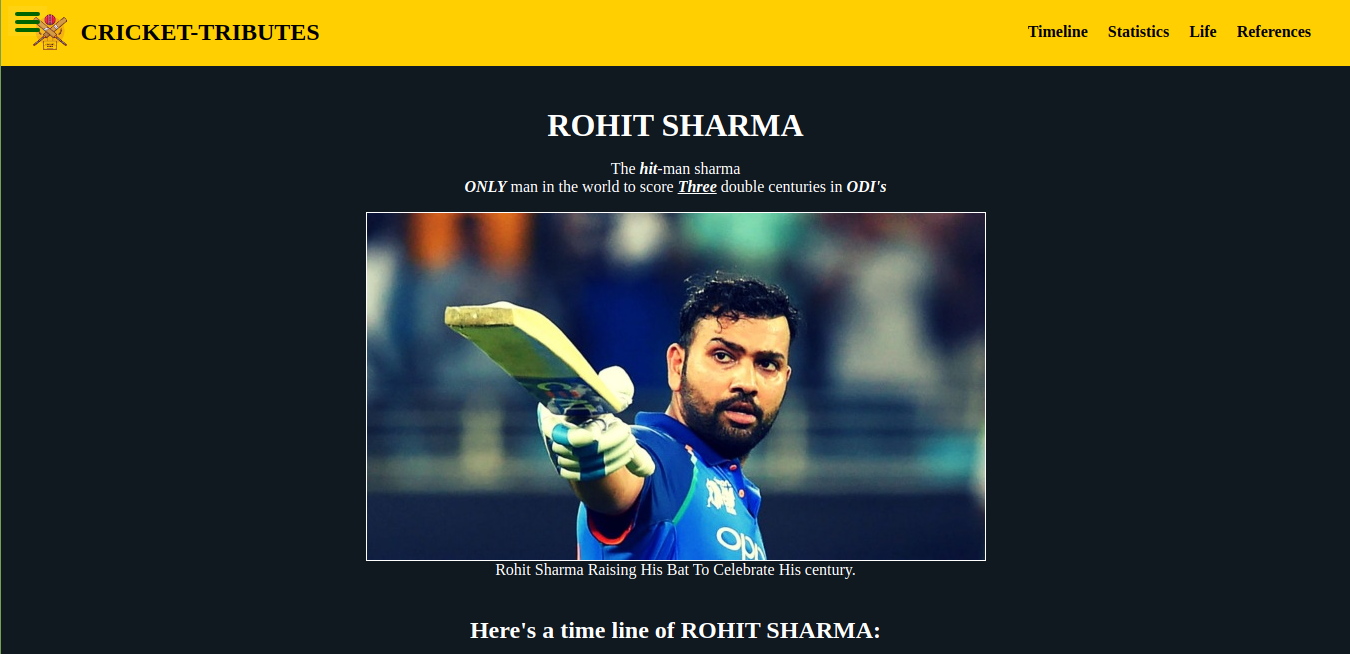 CRICKET-TRIBUTES
Timeline Statistics Life References
ROHIT SHARMA
The hit-man sharma
ONLY man in the world to score Three double centuries in ODI's
Rohit Sharma Raising His Bat To Celebrate His century.
Here's a time line of ROHIT SHARMA: